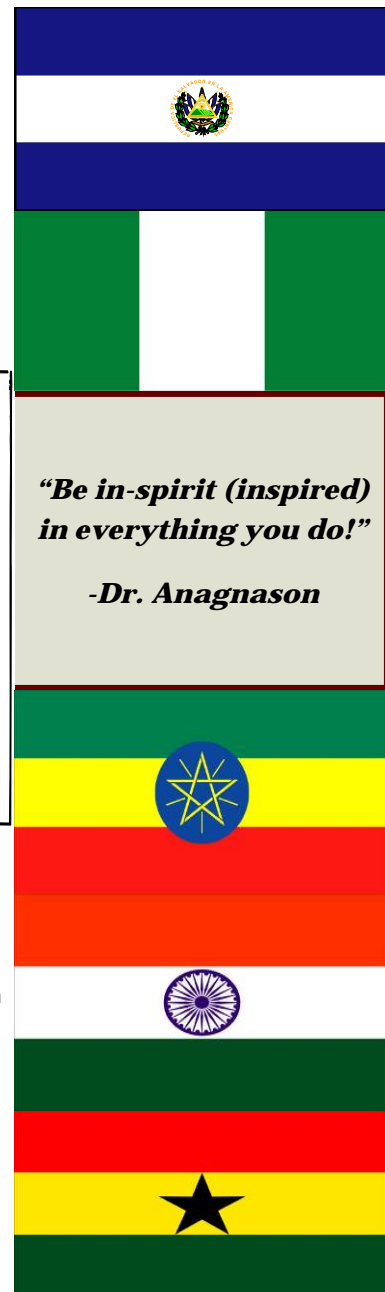 “Be in-spirit (inspired)
in everything you do!”
-Dr. Anagnason